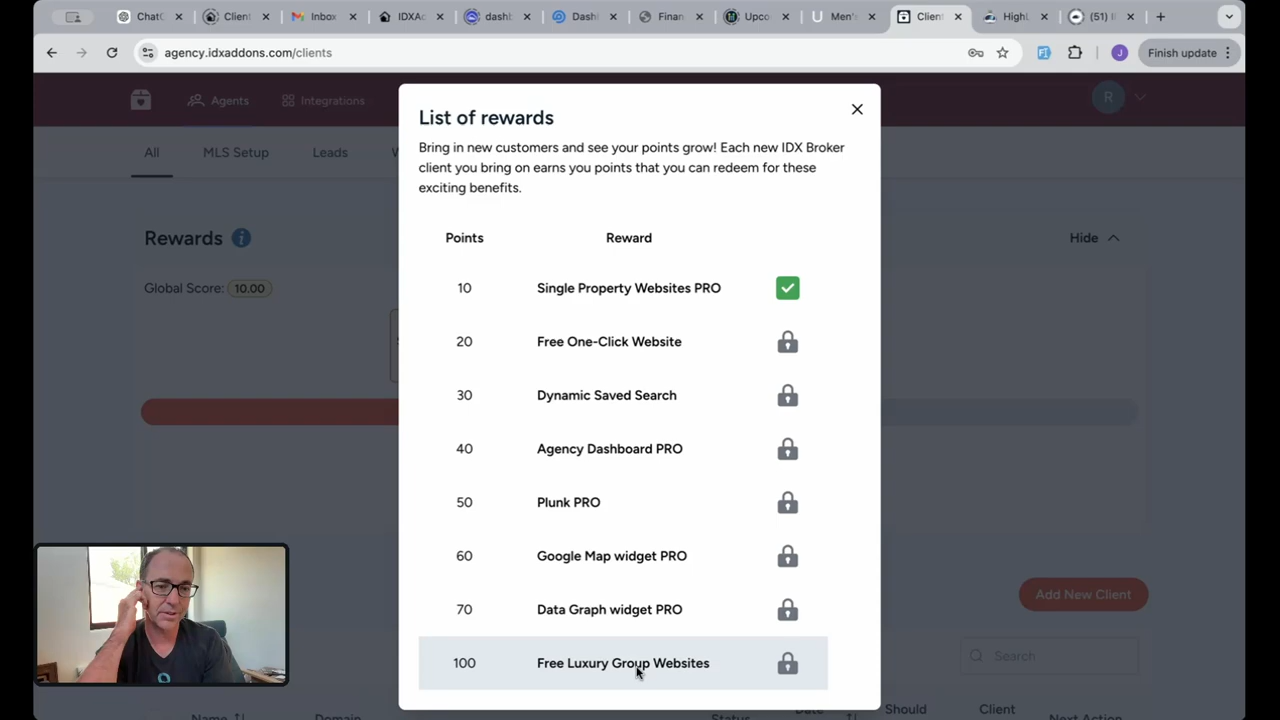 ChatG
Client
Inbox
IDXAc
dashb
Dashl
Finan
Upco
Men's
Client
HighL
(51) I
agency.idxaddons.com/clients
J
Finish update
Agents
Integrations
R
All
MLS Setup
Leads
W
Rewards
Hide
Global Score: 10.00
List of rewards
Bring in new customers and see your points grow! Each new IDX Broker
client you bring on earns you points that you can redeem for these
exciting benefits.
Points Reward
10 Single Property Websites PRO
20 Free One-Click Website
30 Dynamic Saved Search
40 Agency Dashboard PRO
50 Plunk PRO
60 Google Map widget PRO
70 Data Graph widget PRO
100 Free Luxury Group Websites
Add New Client
Search
Name
Domain
Status
Date
Should
Client
Next Action